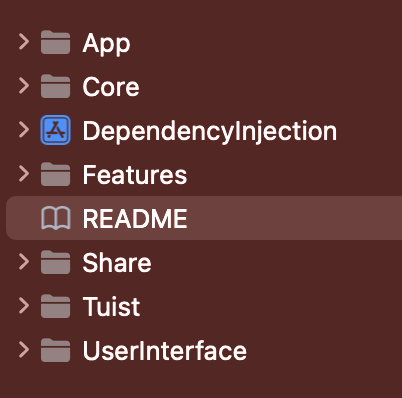 App
Core
DependencyInjection
Features
README
Share
Tuist
UserInterface